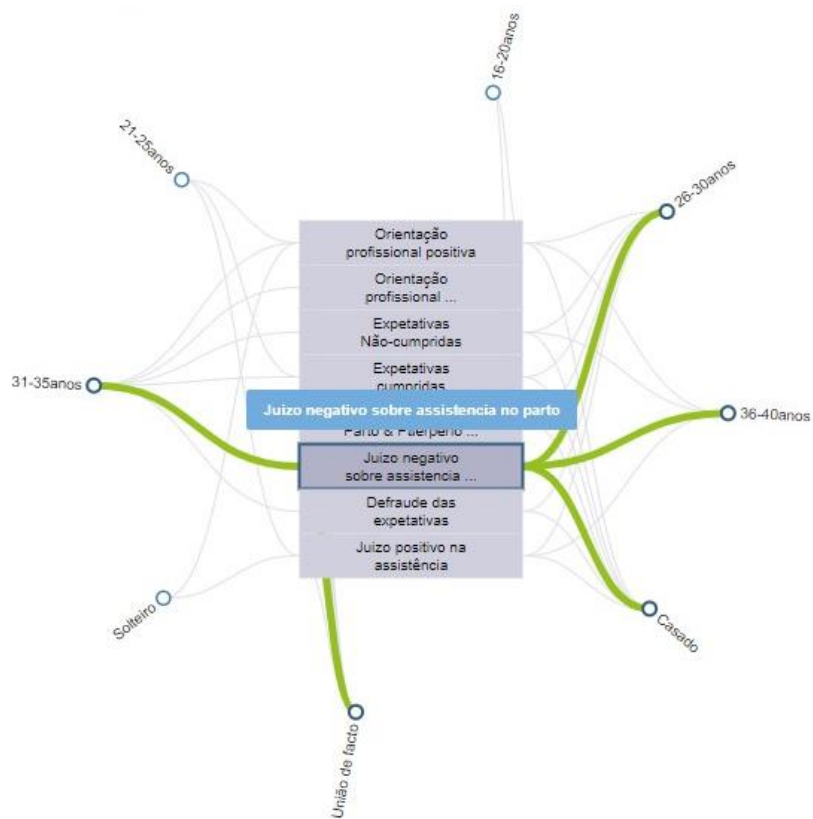 16-20anos
21-25anos
26-30anos
Orientação
profissional positiva
Orientação
profissional ...
Expetativas
Não-cumpridas
Expetativas
cumpridas
31-35anos
Juizo negativo sobre assistencia no parto
36-40anos
Parto & Puerperio ...
Juizo negativo
sobre assistencia ...
Defraude das
expetativas
Juizo positivo na
assistência
Solteiro
Casado
União de facto